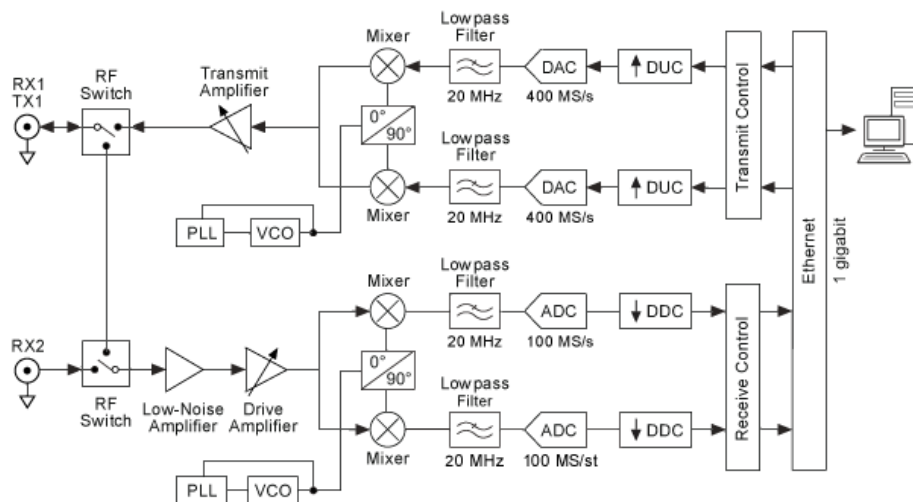 Lowpass
Filter
Mixer
RF
Switch
Transmit
Amplifier
RX1
TX1
DAC
↑ DUC
20 MHz
400 MS/s
0°
90°
Lowpass
Filter
DAC
↑ DUC
Mixer
20 MHz
400 MS/s
PLL
VCO
Transmit Control
Ethernet
1 gigabit
Lowpass
Filter
Mixer
ADC
↓ DDC
20 MHz
100 MS/s
RX2
0°
90°
Lowpass
Filter
RF
Switch
Low-Noise
Amplifier
Drive
Amplifier
Mixer
ADC
↓ DDC
20 MHz
100 MS/st
PLL
VCO
Receive Control